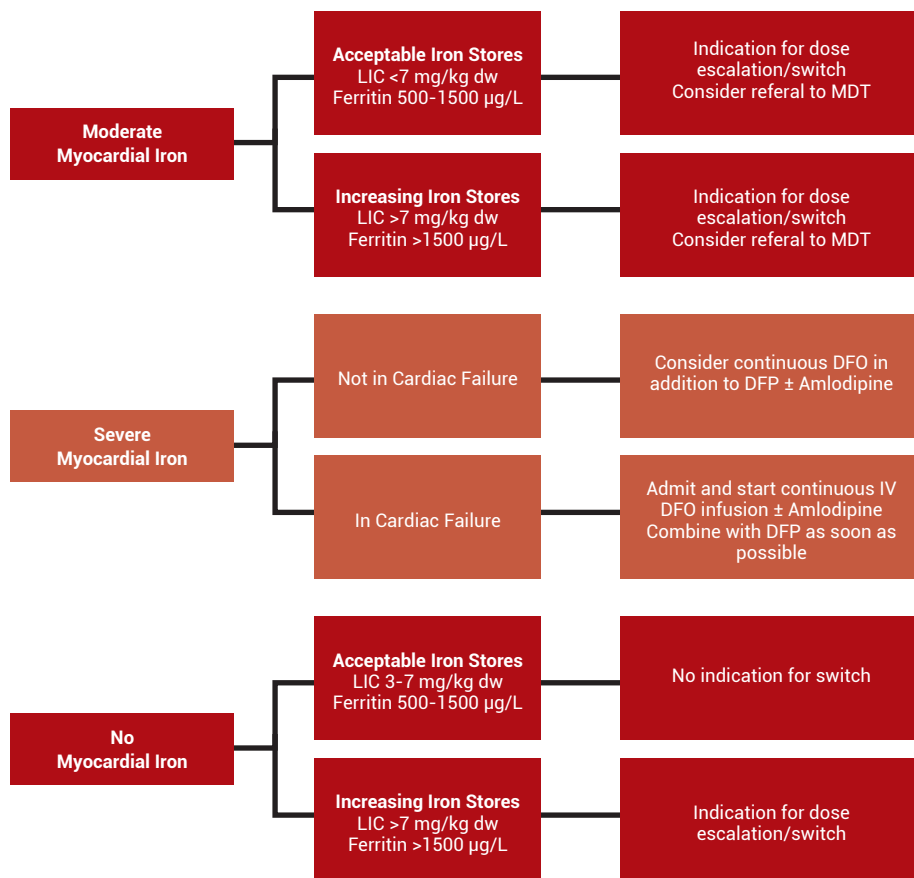 Moderate
Myocardial Iron
Acceptable Iron Stores
LIC <7 mg/kg dw
Ferritin 500-1500 µg/L
Indication for dose
escalation/switch
Consider referal to MDT
Increasing Iron Stores
LIC >7 mg/kg dw
Ferritin >1500 µg/L
Indication for dose
escalation/switch
Consider referal to MDT
Severe
Myocardial Iron
Not in Cardiac Failure
Consider continuous DFO in
addition to DFP ± Amlodipine
In Cardiac Failure
Admit and start continuous IV
DFO infusion ± Amlodipine
Combine with DFP as soon as
possible
No
Myocardial Iron
Acceptable Iron Stores
LIC 3-7 mg/kg dw
Ferritin 500-1500 µg/L
No indication for switch
Increasing Iron Stores
LIC >7 mg/kg dw
Ferritin >1500 µg/L
Indication for dose
escalation/switch